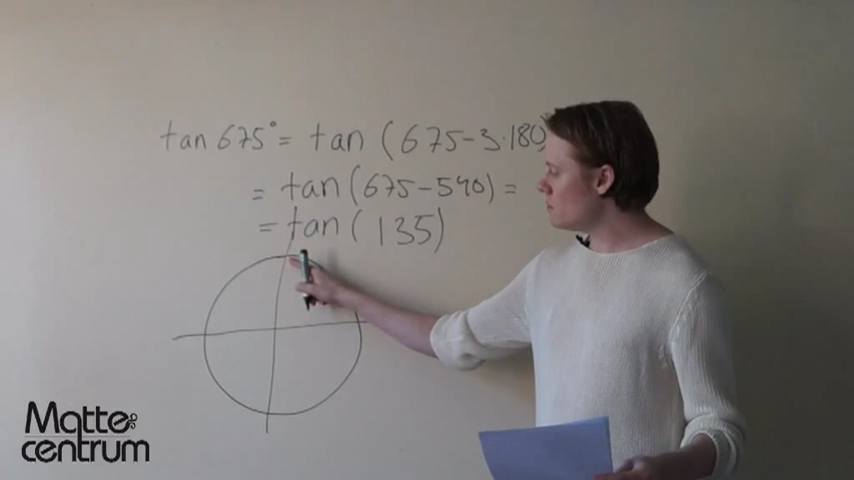 tan 675° = tan (675-3·180)
= tan (675-540) =
= tan ( 135)
Matte
centrum